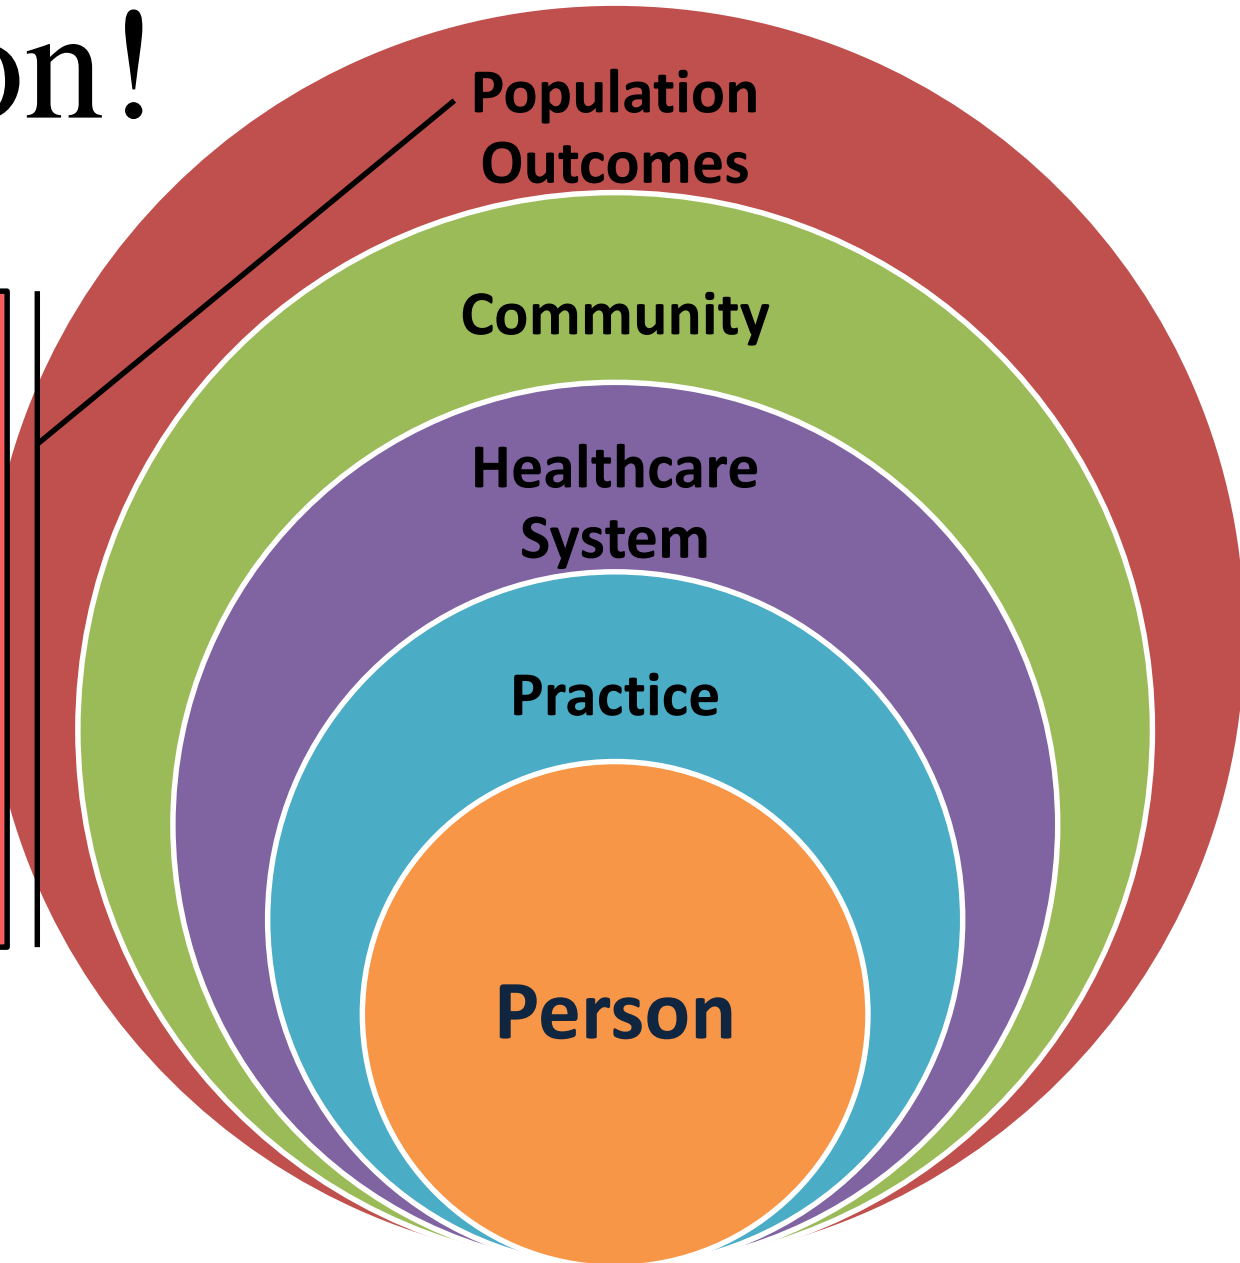 on!
Population
Outcomes
Community
Healthcare
System
Practice
Person